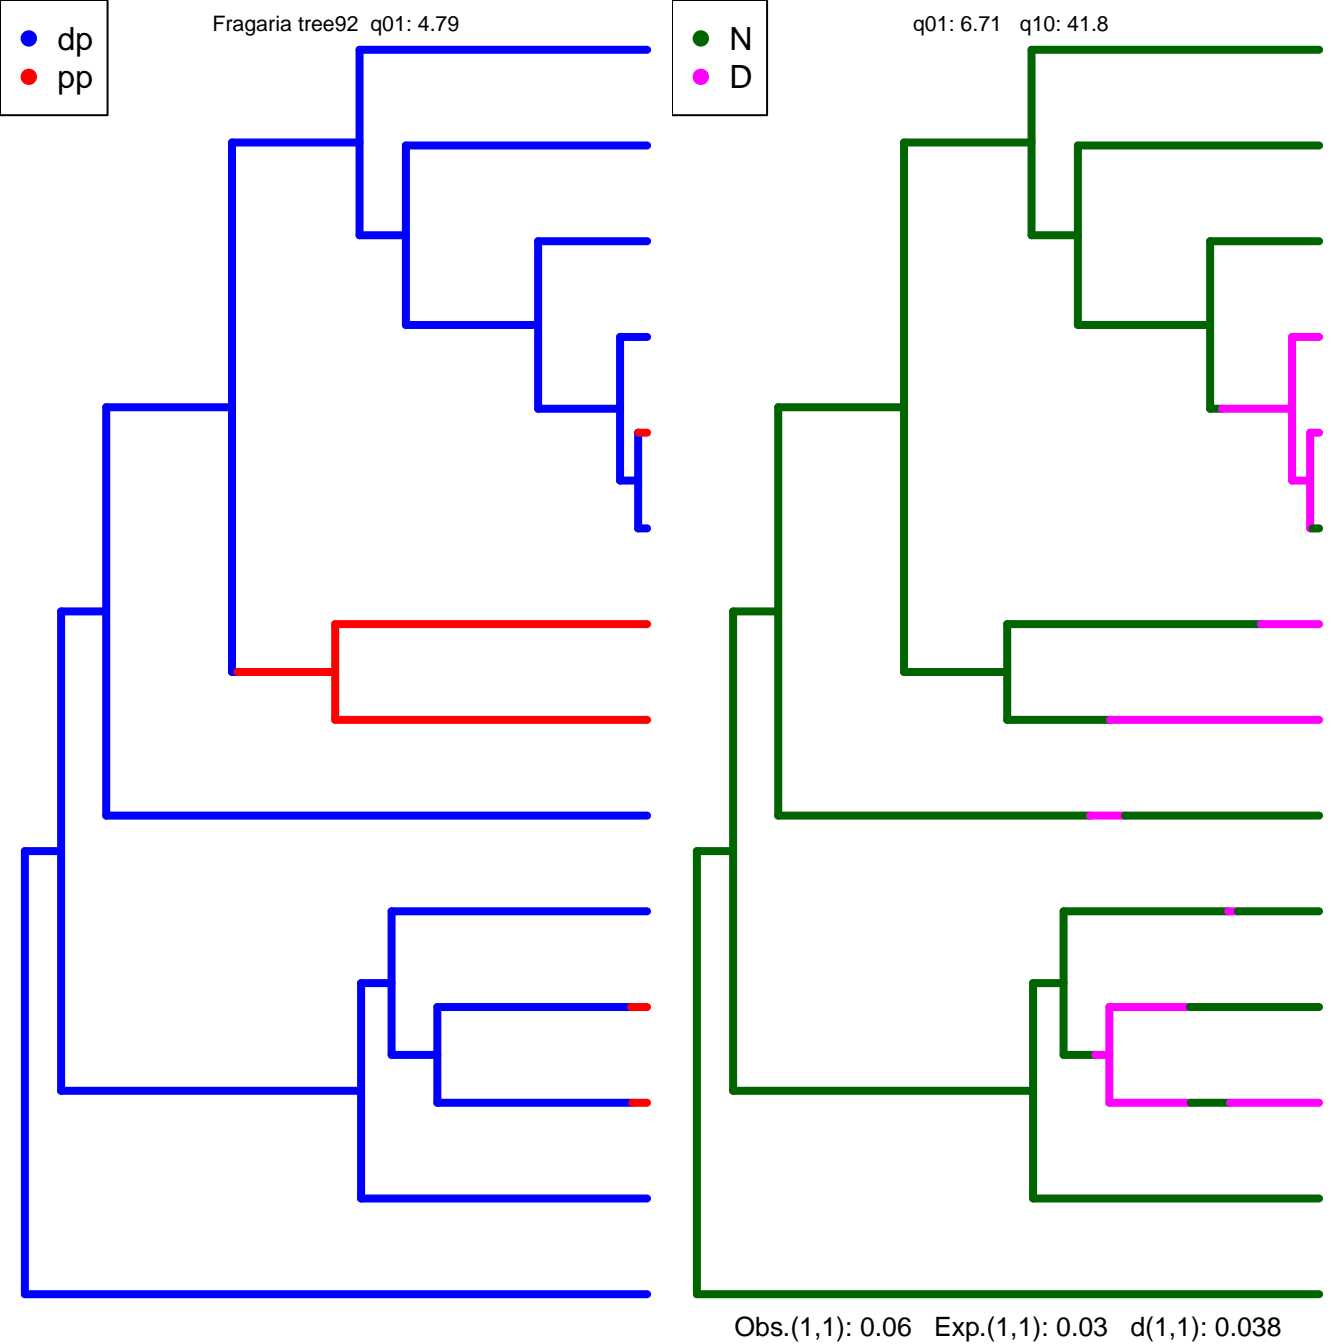 Fragaria tree92  q01: 4.79
dp
pp
q01: 6.71   q10: 41.8
N
D
Obs.(1,1): 0.06   Exp.(1,1): 0.03   d(1,1): 0.038